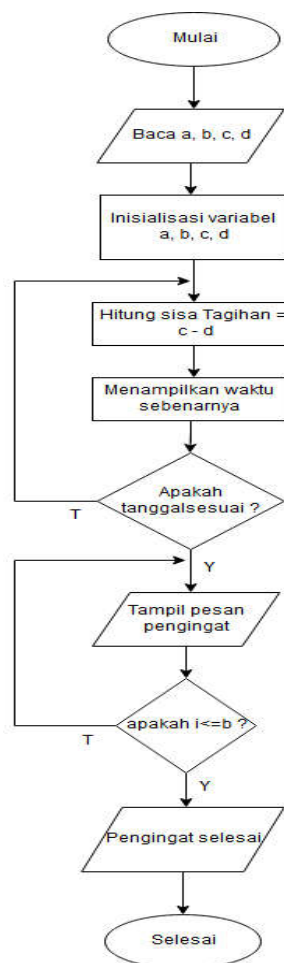 Mulai
Baca a, b, c, d
Inisialisasi variabel
a, b, c, d
Hitung sisa Tagihan =
c - d
Menampilkan waktu
sebenarnya
Apakah
tanggalsesuai ?
T
Y
Tampil pesan
pengingat
apakah i<=b ?
T
Y
Pengingat selesai
Selesai